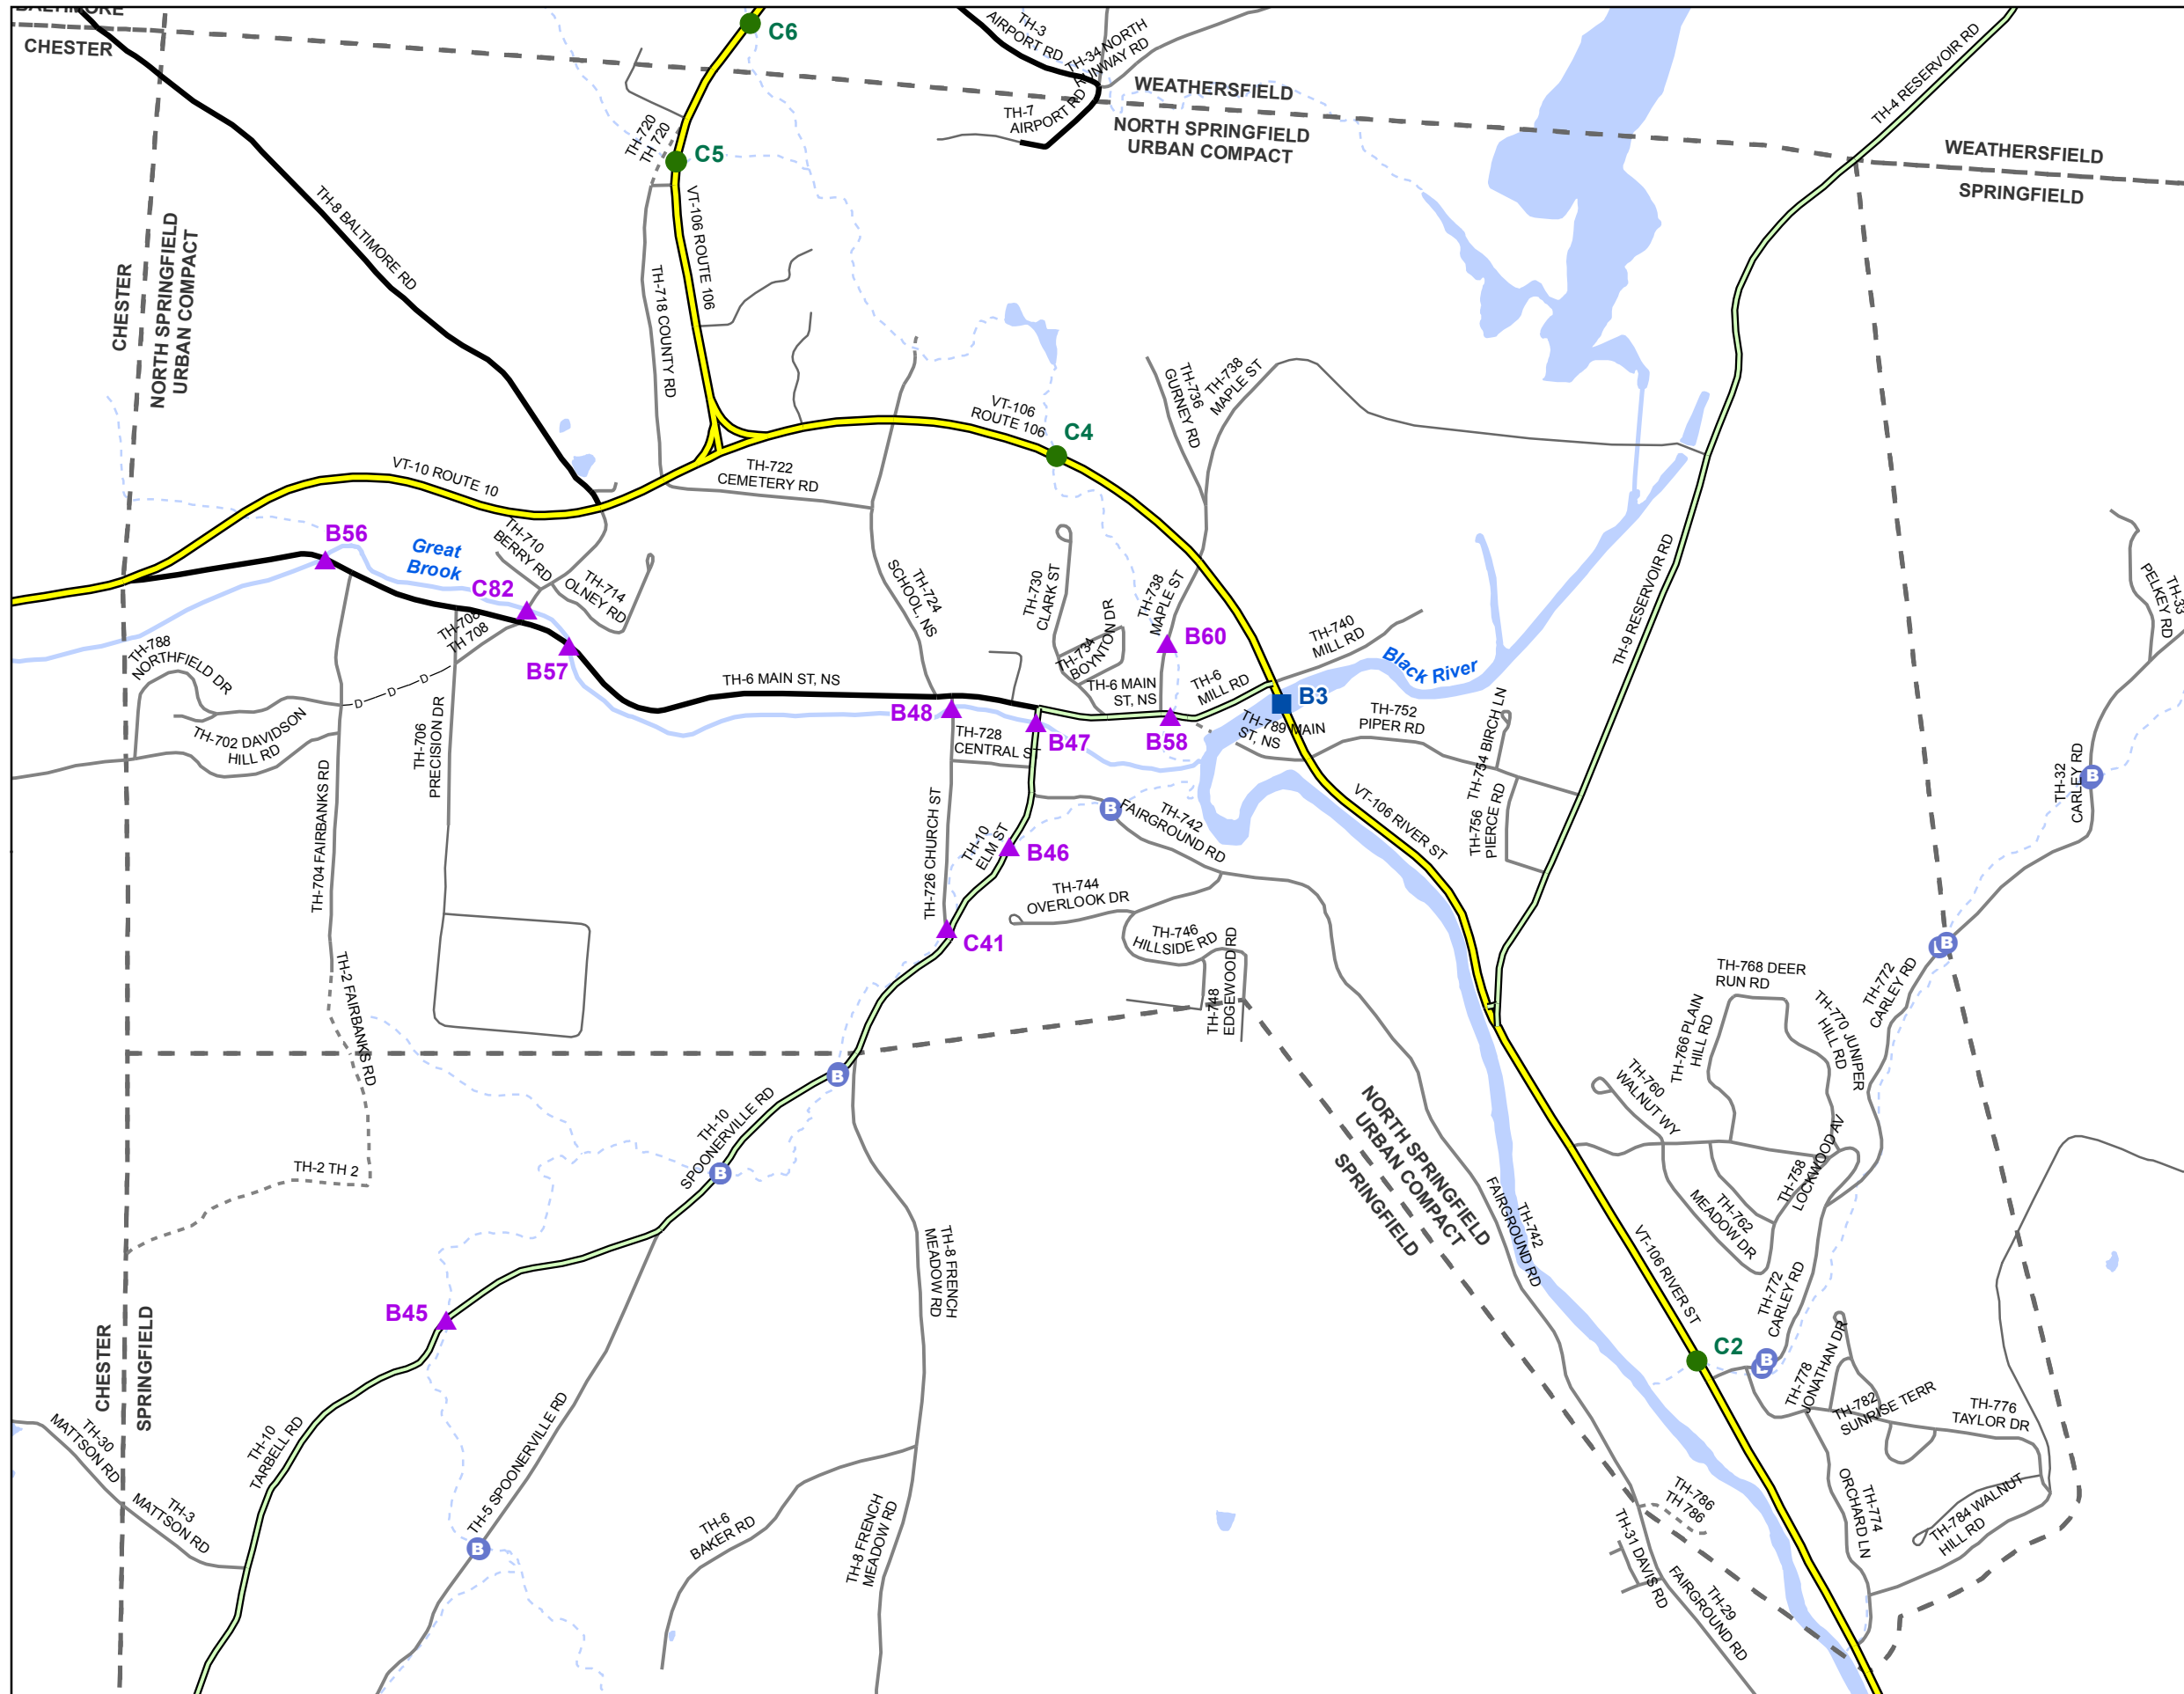 BALTIMORE
CHESTER
C6
TH-3
AIRPORT RD
TH-34 NORTH
RUNWAY RD
TH-7
AIRPORT RD
WEATHERSFIELD
NORTH SPRINGFIELD
URBAN COMPACT
TH-4 RESERVOIR RD
WEATHERSFIELD
SPRINGFIELD
TH-720
TH 720
C5
TH-8 BALTIMORE RD
VT-106 ROUTE 106
CHESTER
NORTH SPRINGFIELD
URBAN COMPACT
TH-718 COUNTY RD
VT-106
ROUTE 106
C4
TH-736
GURNEY RD
TH-738
MAPLE ST
VT-10 ROUTE 10
TH-722
CEMETERY RD
B56
Great
Brook
TH-710
BERRY RD
C82
TH-714
OLNEY RD
TH-724
SCHOOL, NS
TH-730
CLARK ST
TH-738
MAPLE ST
TH-734
BOYNTON DR
B60
TH-740
MILL RD
Black River
TH-9 RESERVOIR RD
TH-33
PELKEY RD
TH-708
TH 708
TH-788
NORTHFIELD DR
B57
D
D
D
TH-6 MAIN ST, NS
TH-6 MAIN
ST, NS
TH-6
MILL RD
B3
B48
B47
B58
TH-789 MAIN
ST, NS
TH-752
PIPER RD
TH-754 BIRCH LN
TH-702 DAVIDSON
HILL RD
TH-706
PRECISION DR
TH-728
CENTRAL ST
TH-32
CARLEY RD
B
TH-704 FAIRBANKS RD
TH-726 CHURCH ST
TH-10
ELM ST
B46
B
TH-742
FAIRGROUND RD
VT-106 RIVER ST
TH-756
PIERCE RD
TH-744
OVERLOOK DR
C41
TH-746
HILLSIDE RD
TH-748
EDGEWOOD RD
B
TH-772
CARLEY RD
TH-768 DEER
RUN RD
TH-766 PLAIN
HILL RD
TH-770 JUNIPER
HILL RD
TH-2 FAIRBANKS RD
TH-10
SPOONERVILLE RD
B
B
TH-760
WALNUT WY
NORTH SPRINGFIELD
URBAN COMPACT
SPRINGFIELD
TH-2 TH 2
TH-758
LOCKWOOD AV
TH-762
MEADOW DR
TH-742
FAIRGROUND RD
VT-106 RIVER ST
TH-8 FRENCH
MEADOW RD
TH-772
CARLEY RD
CHESTER
SPRINGFIELD
B45
C2
B
TH-778
JONATHAN DR
TH-782
SUNRISE TERR
TH-776
TAYLOR DR
TH-30
MATTSON RD
TH-10
TARBELL RD
TH-5 SPOONERVILLE RD
B
TH-3
MATTSON RD
TH-6
BAKER RD
TH-8 FRENCH
MEADOW RD
TH-786
TH 786
TH-31 DAVIS RD
TH-29
FAIRGROUND RD
TH-774
ORCHARD LN
TH-784 WALNUT
HILL RD